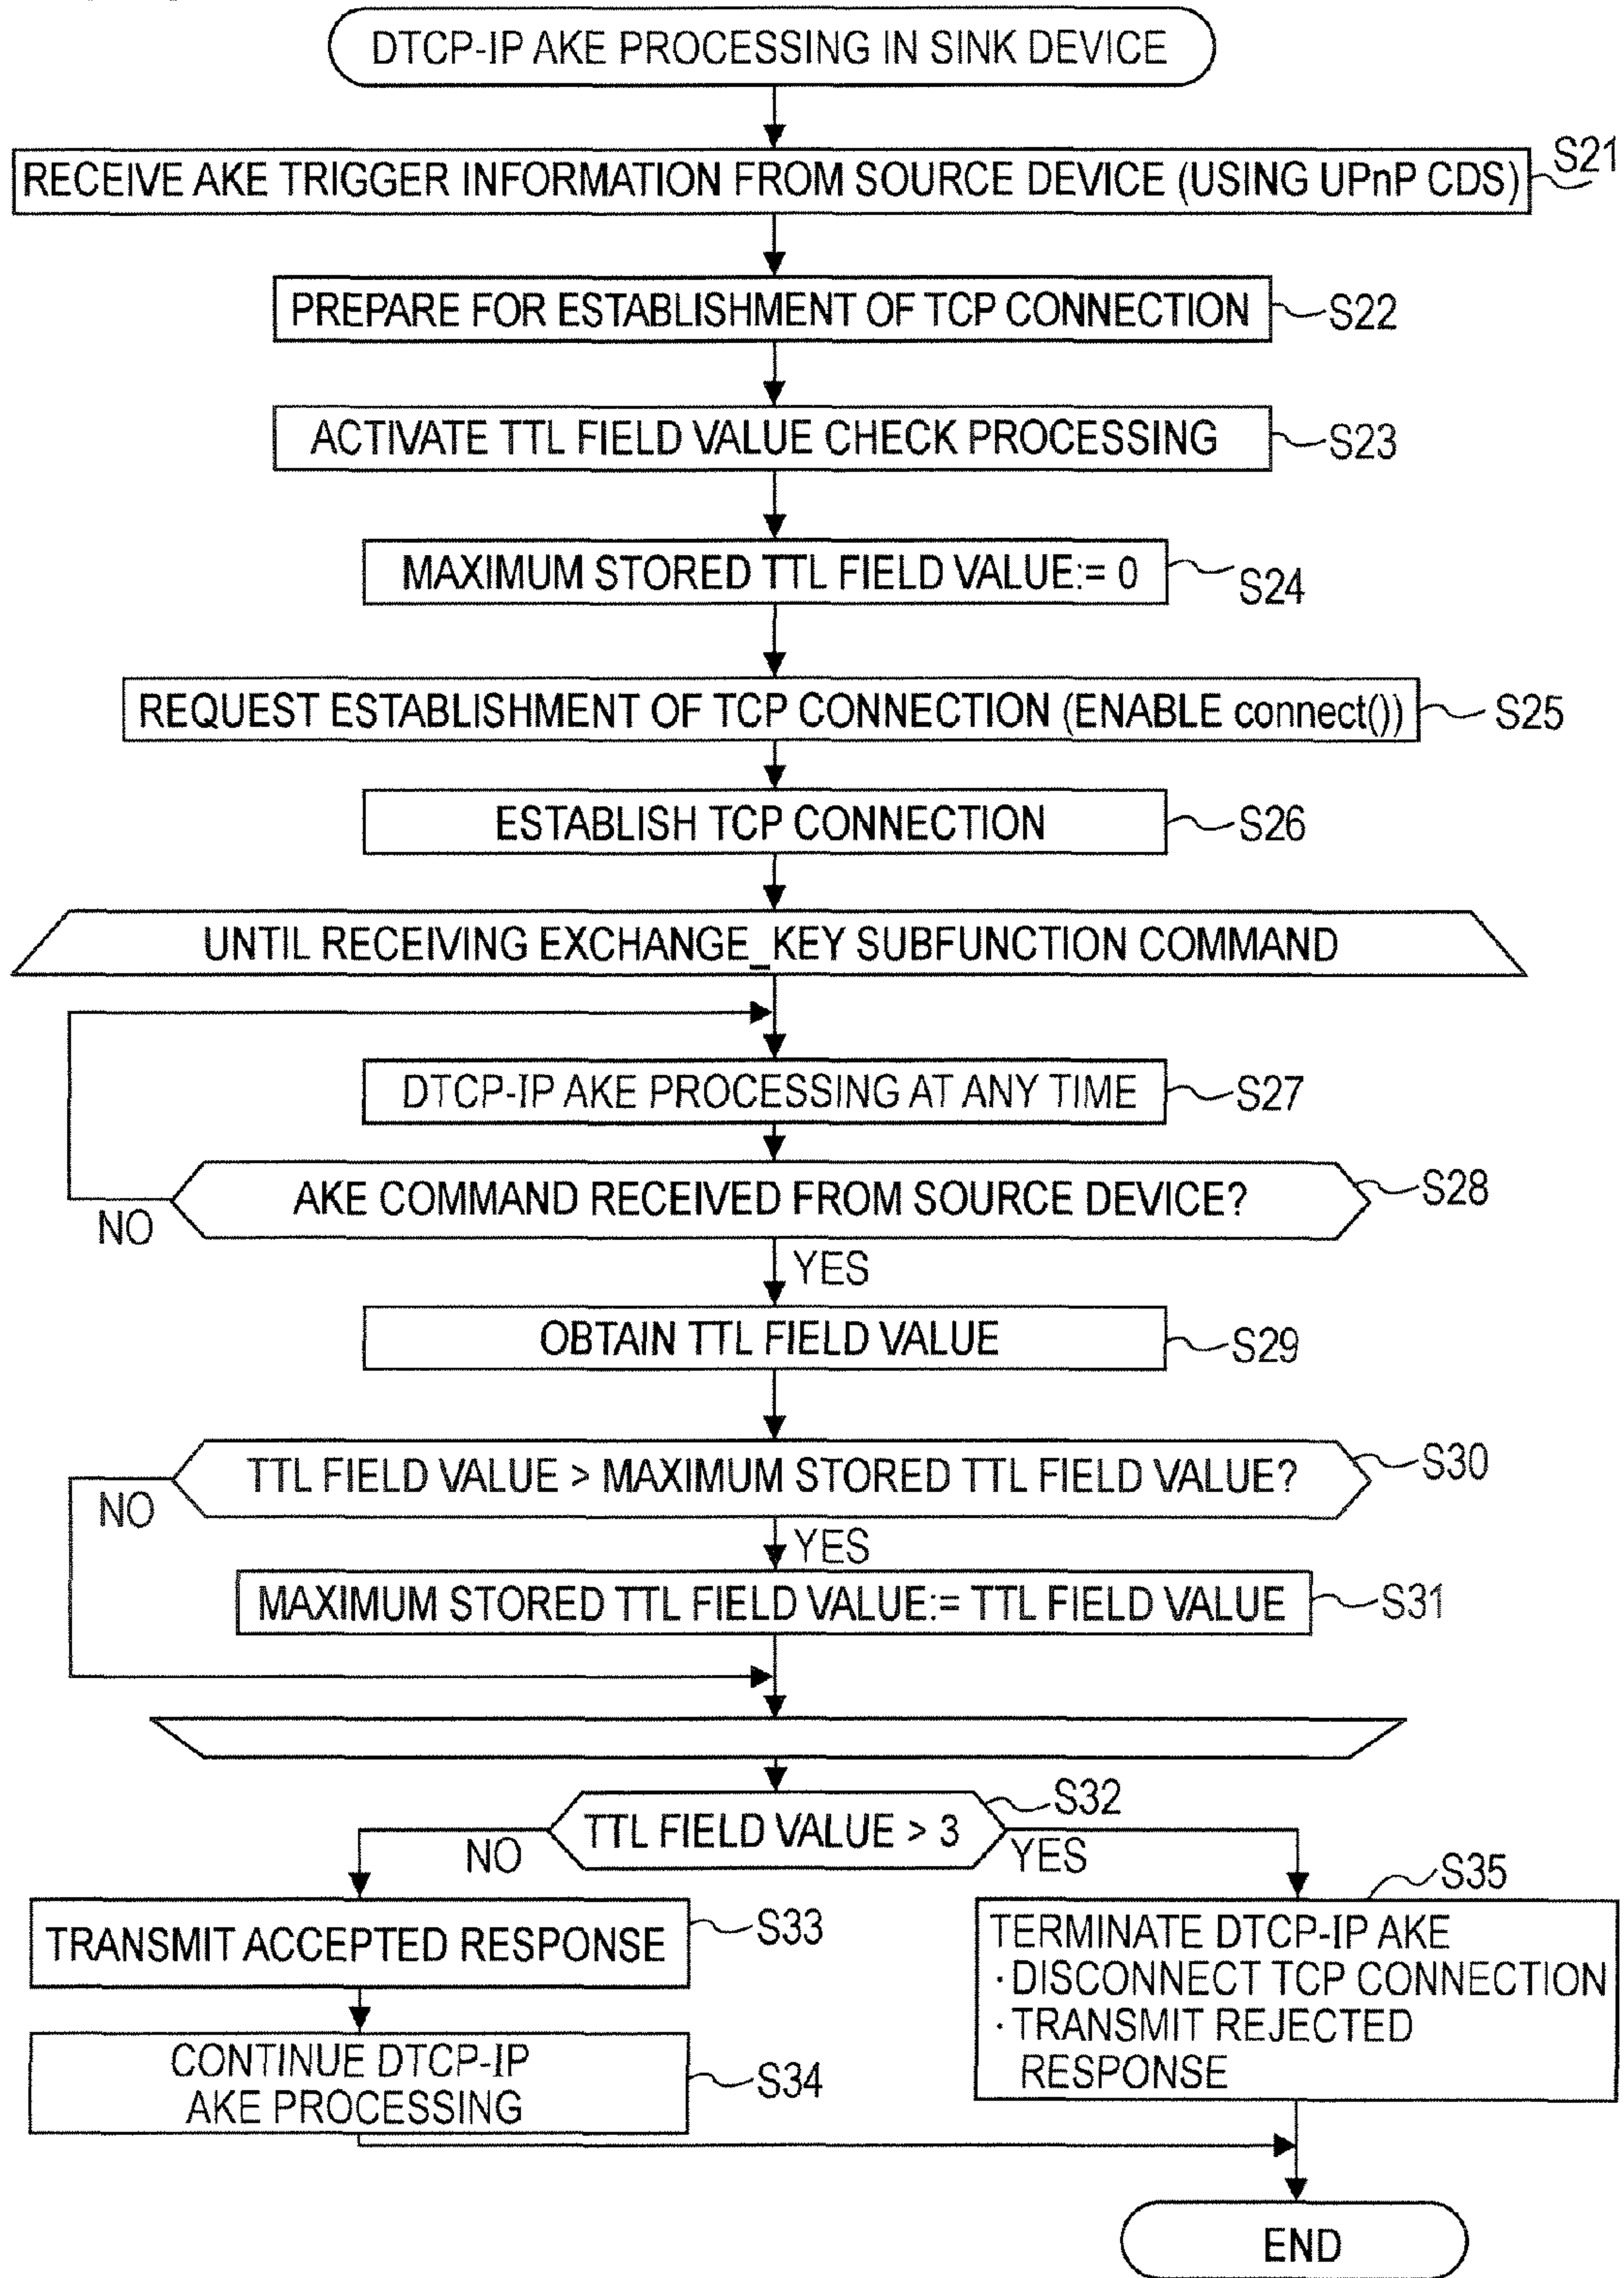 DTCP-IP AKE PROCESSING IN SINK DEVICE
RECEIVE AKE TRIGGER INFORMATION FROM SOURCE DEVICE (USING UPnP CDS)
S21
PREPARE FOR ESTABLISHMENT OF TCP CONNECTION
S22
ACTIVATE TTL FIELD VALUE CHECK PROCESSING
S23
MAXIMUM STORED TTL FIELD VALUE:= 0
S24
REQUEST ESTABLISHMENT OF TCP CONNECTION (ENABLE connect())
S25
ESTABLISH TCP CONNECTION
S26
UNTIL RECEIVING EXCHANGE_KEY SUBFUNCTION COMMAND
DTCP-IP AKE PROCESSING AT ANY TIME
S27
AKE COMMAND RECEIVED FROM SOURCE DEVICE?
S28
NO
YES
OBTAIN TTL FIELD VALUE
S29
TTL FIELD VALUE > MAXIMUM STORED TTL FIELD VALUE?
S30
NO
YES
MAXIMUM STORED TTL FIELD VALUE:= TTL FIELD VALUE
S31
TTL FIELD VALUE > 3
S32
NO
YES
TRANSMIT ACCEPTED RESPONSE
S33
CONTINUE DTCP-IP
AKE PROCESSING
S34
S35
TERMINATE DTCP-IP AKE
· DISCONNECT TCP CONNECTION
· TRANSMIT REJECTED
RESPONSE
END